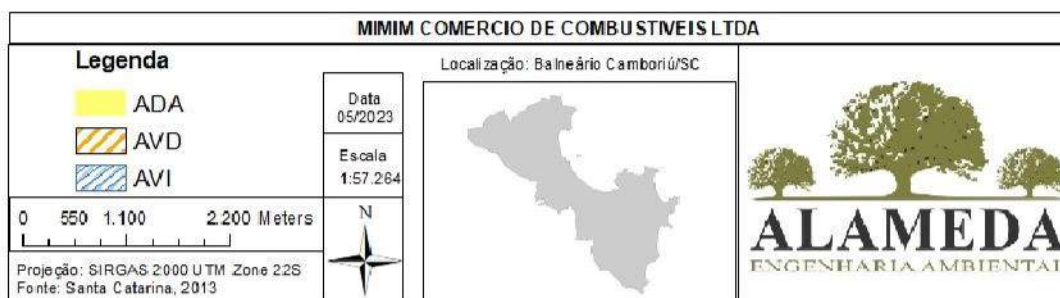 MIMIM COMERCIO DE COMBUSTIVEIS LTDA
Legenda
ADA
AVD
AVI
0 550 1.100 2.200 Meters
Projeção: SIRGAS 2000 UTM Zone 22S
Fonte: Santa Catarina, 2013
Data
05/2023
Escala
1:57.264
N
Localização: Balneário Camboriú/SC
ALAMEDA
ENGENHARIA AMBIENTAL